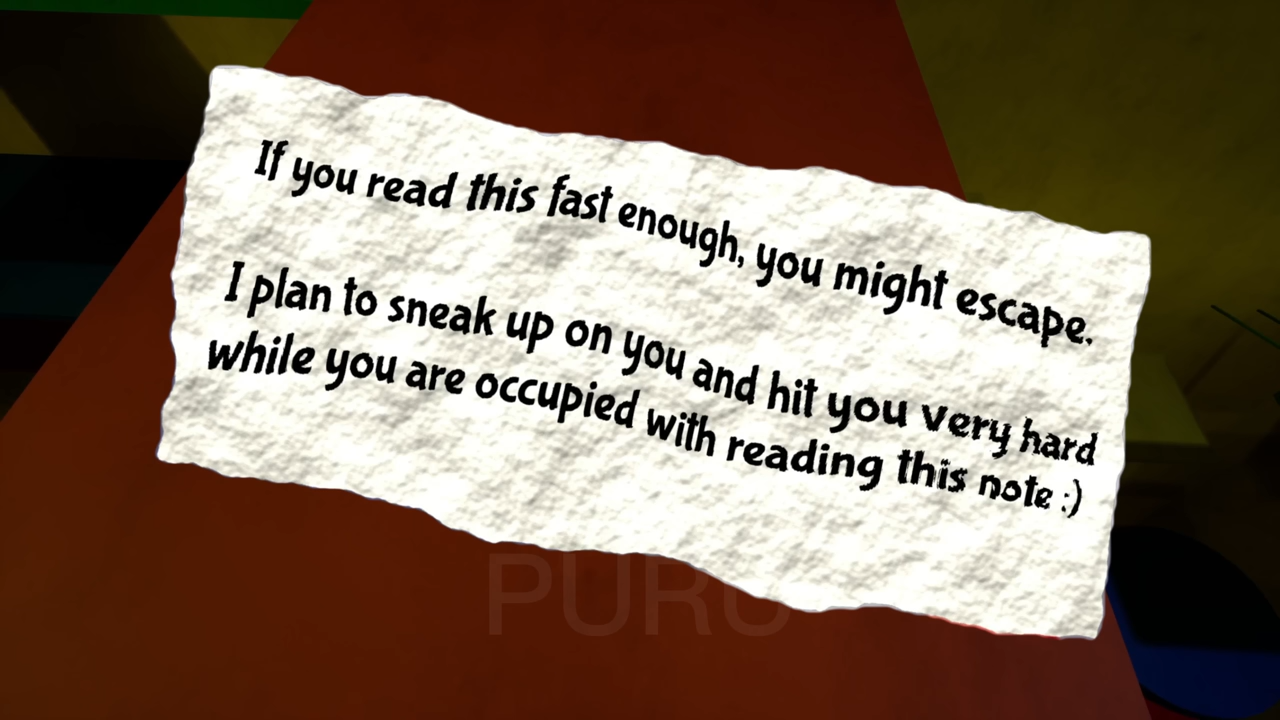 If you read this fast enough, you might escape.
I plan to sneak up on you and hit you very hard
while you are occupied with reading this note :)
PURU